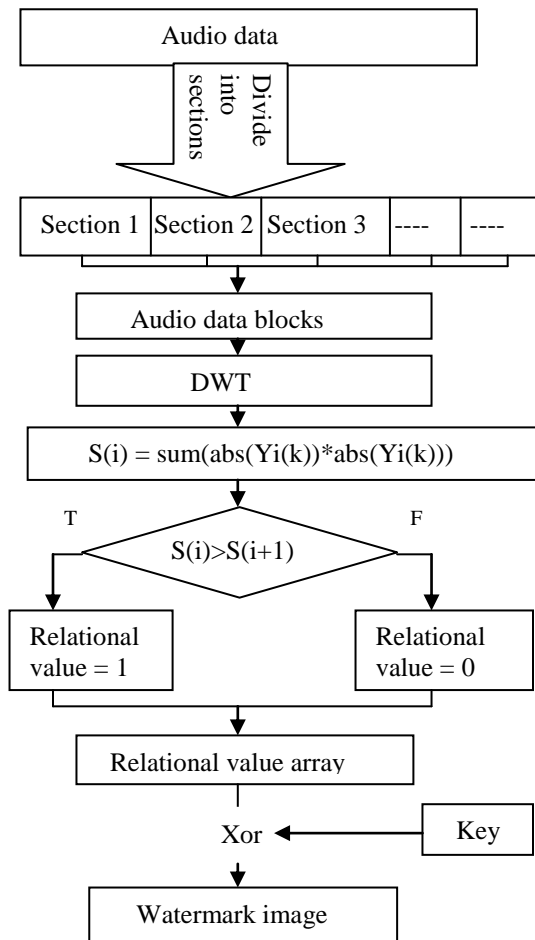 Audio data
Divide
into
sections
Section 1 Section 2 Section 3 ---- ----
Audio data blocks
DWT
S(i) = sum(abs(Yi(k))*abs(Yi(k)))
T F
S(i)>S(i+1)
Relational
value = 1
Relational
value = 0
Relational value array
Xor Key
Watermark image